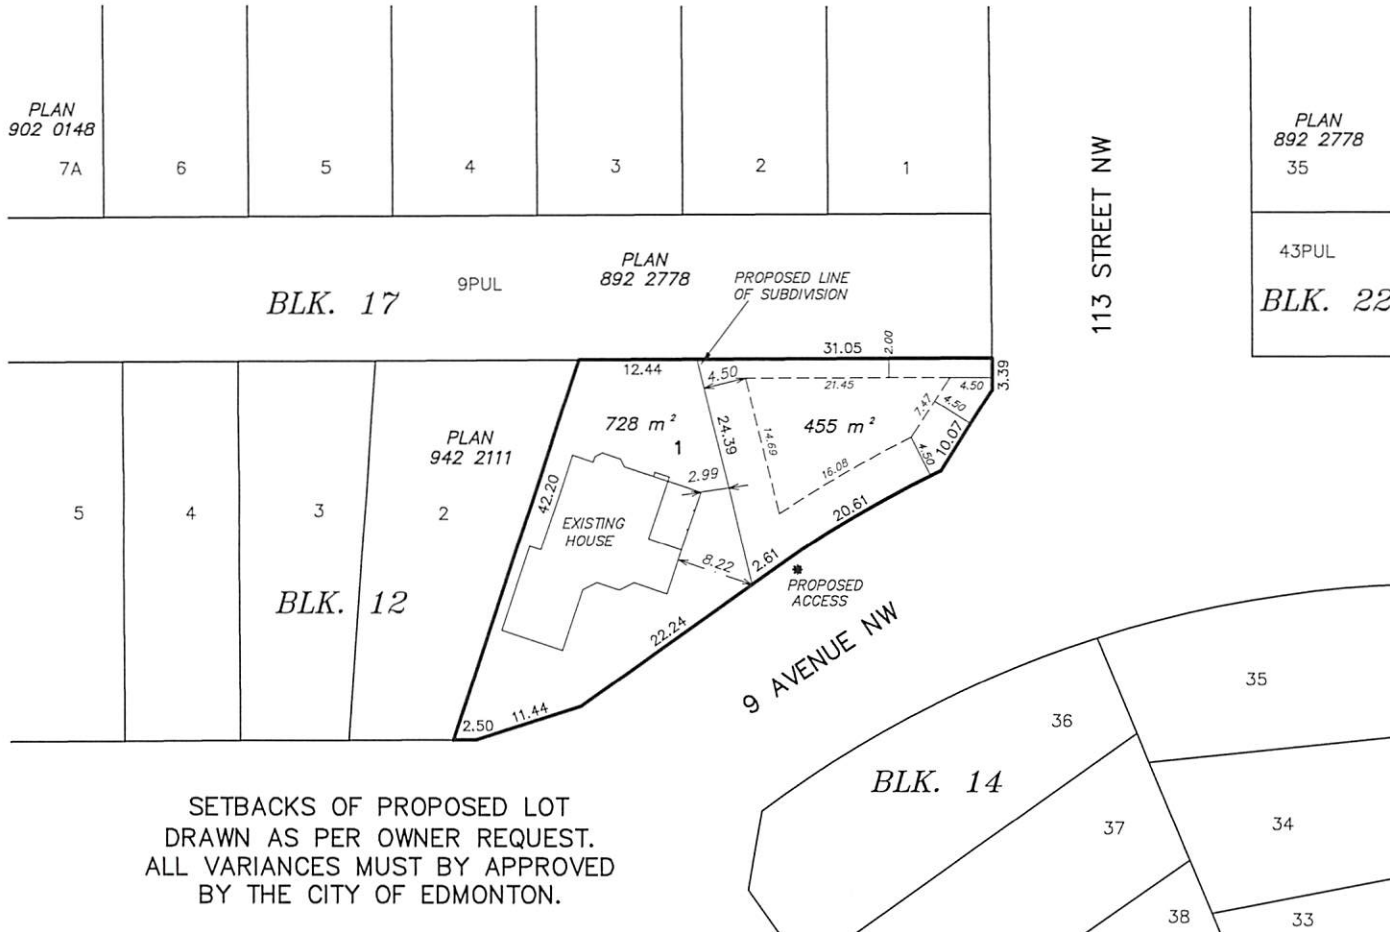 PLAN
902 0148
7A
6
5
4
3
2
1
113 STREET NW
PLAN
892 2778
35
43PUL
BLK. 22
BLK. 17
9PUL
PLAN
892 2778
PROPOSED LINE
OF SUBDIVISION
31.05
2.00
12.44
4.50
21.45
4.50
3.39
728 m²
1
24.39
14.69
455 m²
7.47
4.50
10.07
4.50
16.08
20.61
2.99
PLAN
942 2111
42.20
5
4
3
2
EXISTING
HOUSE
8.22
2.61
PROPOSED
ACCESS
BLK. 12
22.24
9 AVENUE NW
2.50
11.44
35
36
BLK. 14
37
34
38
33
SETBACKS OF PROPOSED LOT
DRAWN AS PER OWNER REQUEST.
ALL VARIANCES MUST BY APPROVED
BY THE CITY OF EDMONTON.